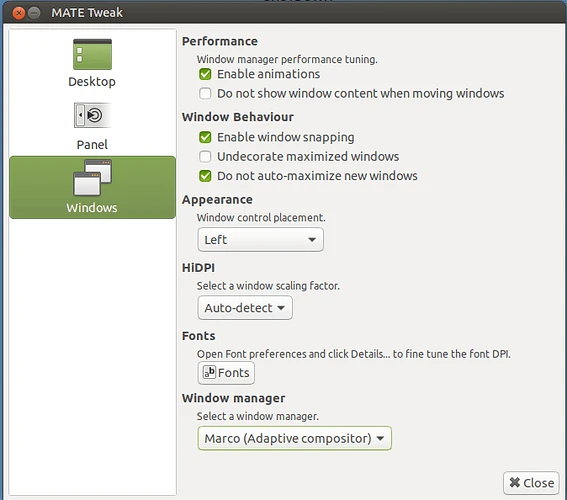 MATE Tweak
Desktop
Panel
Windows
Performance
Window manager performance tuning.
Enable animations
Do not show window content when moving windows
Window Behaviour
Enable window snapping
Undecorate maximized windows
Do not auto-maximize new windows
Appearance
Window control placement.
Left
HiDPI
Select a window scaling factor.
Auto-detect
Fonts
Open Font preferences and click Details... to fine tune the font DPI.
Fonts
Window manager
Select a window manager.
Marco (Adaptive compositor)
Close